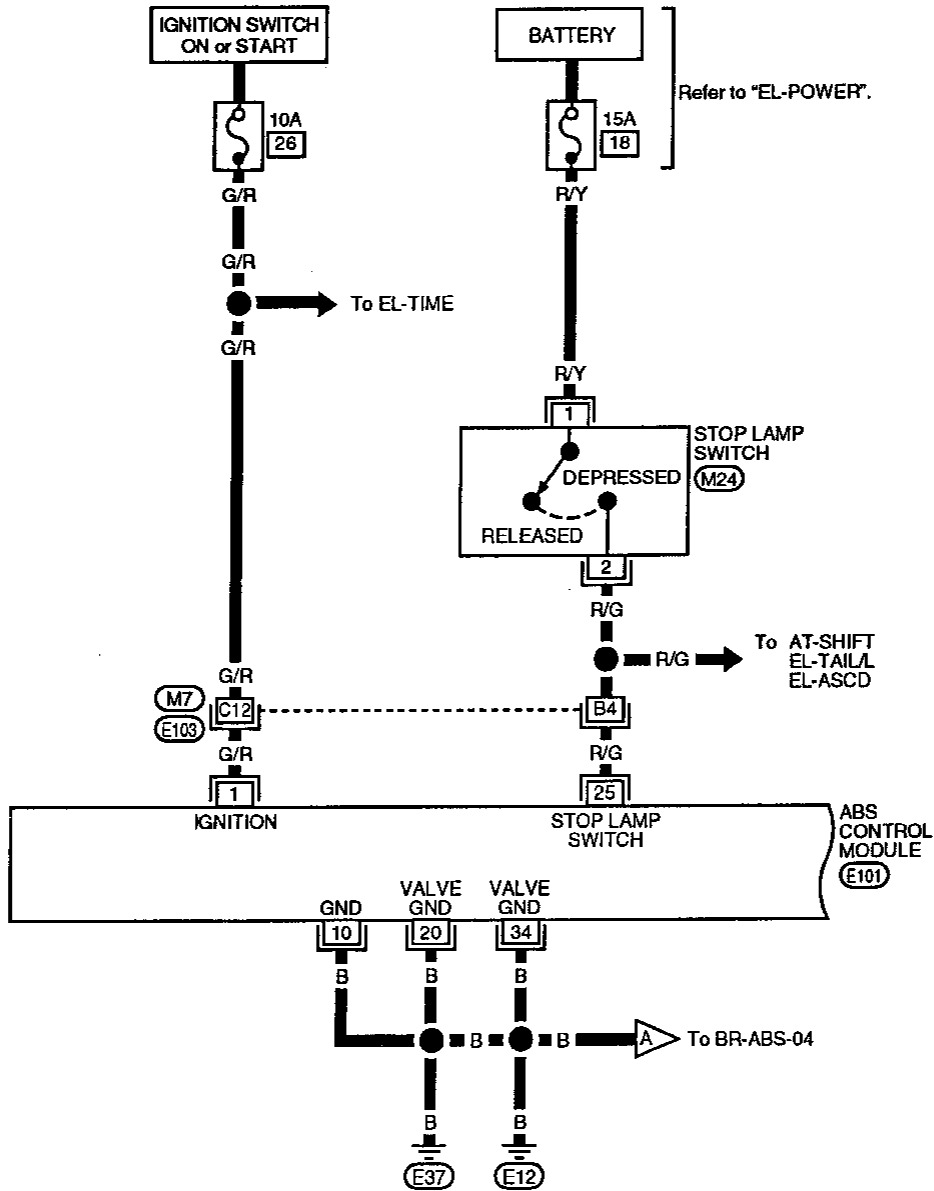 IGNITION SWITCH
ON or START
BATTERY
Refer to "EL-POWER".
10A
26
15A
18
G/R
R/Y
G/R
To EL-TIME
G/R
R/Y
1
STOP LAMP
SWITCH
M24
DEPRESSED
RELEASED
2
R/G
R/G
To AT-SHIFT
EL-TAIL/L
EL-ASCD
G/R
M7
E103
C12
B4
G/R
R/G
1
25
IGNITION
STOP LAMP
SWITCH
ABS
CONTROL
MODULE
E101
GND
VALVE
GND
VALVE
GND
10
20
34
B
B
B
B
B
A
To BR-ABS-04
B
B
E37
E12